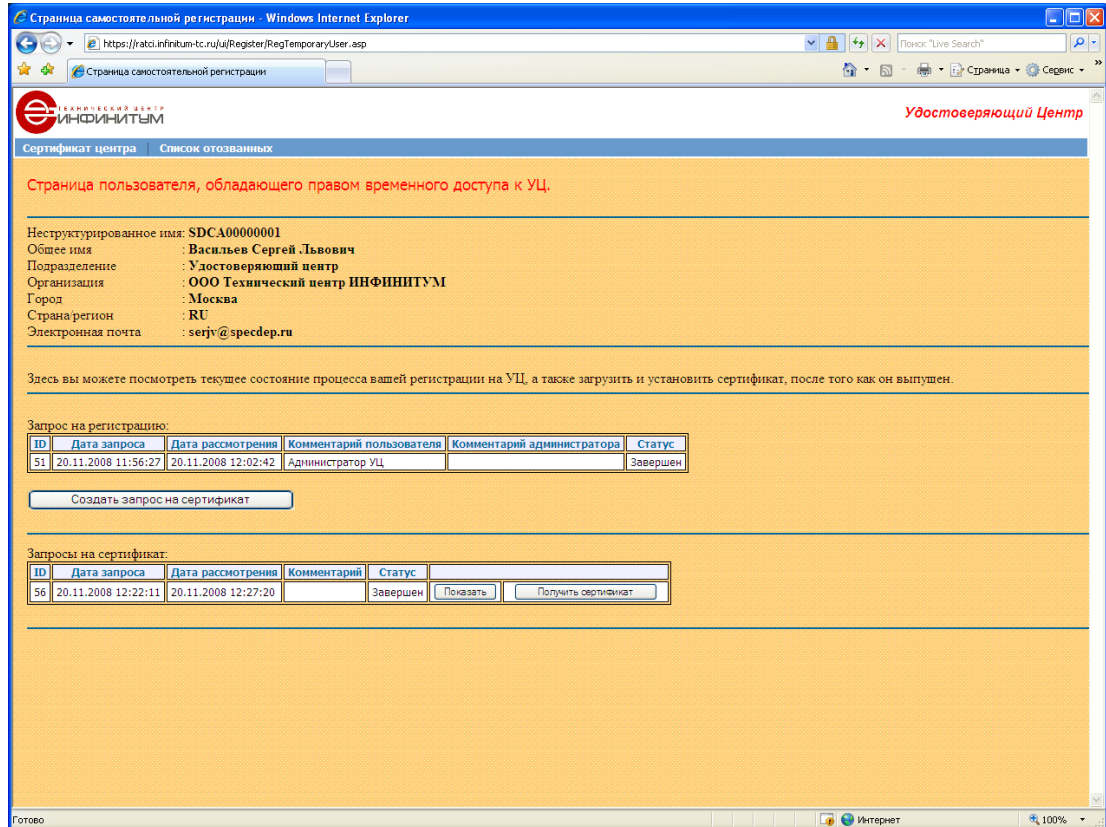 Страница самостоятельной регистрации - Windows Internet Explorer
https://ratci.infinitum-tc.ru/ui/Register/RegTemporaryUser.asp
Поиск "Live Search"
Страница самостоятельной регистрации
Страница
Сервис
ТЕХНИЧЕСКИЙ ЦЕНТР
ИНФИНИТУМ
Удостоверяющий Центр
Сертификат центра | Список отозванных
Страница пользователя, обладающего правом временного доступа к УЦ.
Неструктурированное имя: SDCA00000001
Общее имя : Васильев Сергей Львович
Подразделение : Удостоверяющий центр
Организация : ООО Технический центр ИНФИНИТУМ
Город : Москва
Страна/регион : RU
Электронная почта : serjv@specdep.ru
Здесь вы можете посмотреть текущее состояние процесса вашей регистрации на УЦ, а также загрузить и установить сертификат, после того как он выпущен.
Запрос на регистрацию:
ID Дата запроса Дата рассмотрения Комментарий пользователя Комментарий администратора Статус
51 20.11.2008 11:56:27 20.11.2008 12:02:42 Администратор УЦ Завершен
Создать запрос на сертификат
Запросы на сертификат:
ID Дата запроса Дата рассмотрения Комментарий Статус
56 20.11.2008 12:22:11 20.11.2008 12:27:20 Завершен Показать Получить сертификат
Готово
Интернет
100%